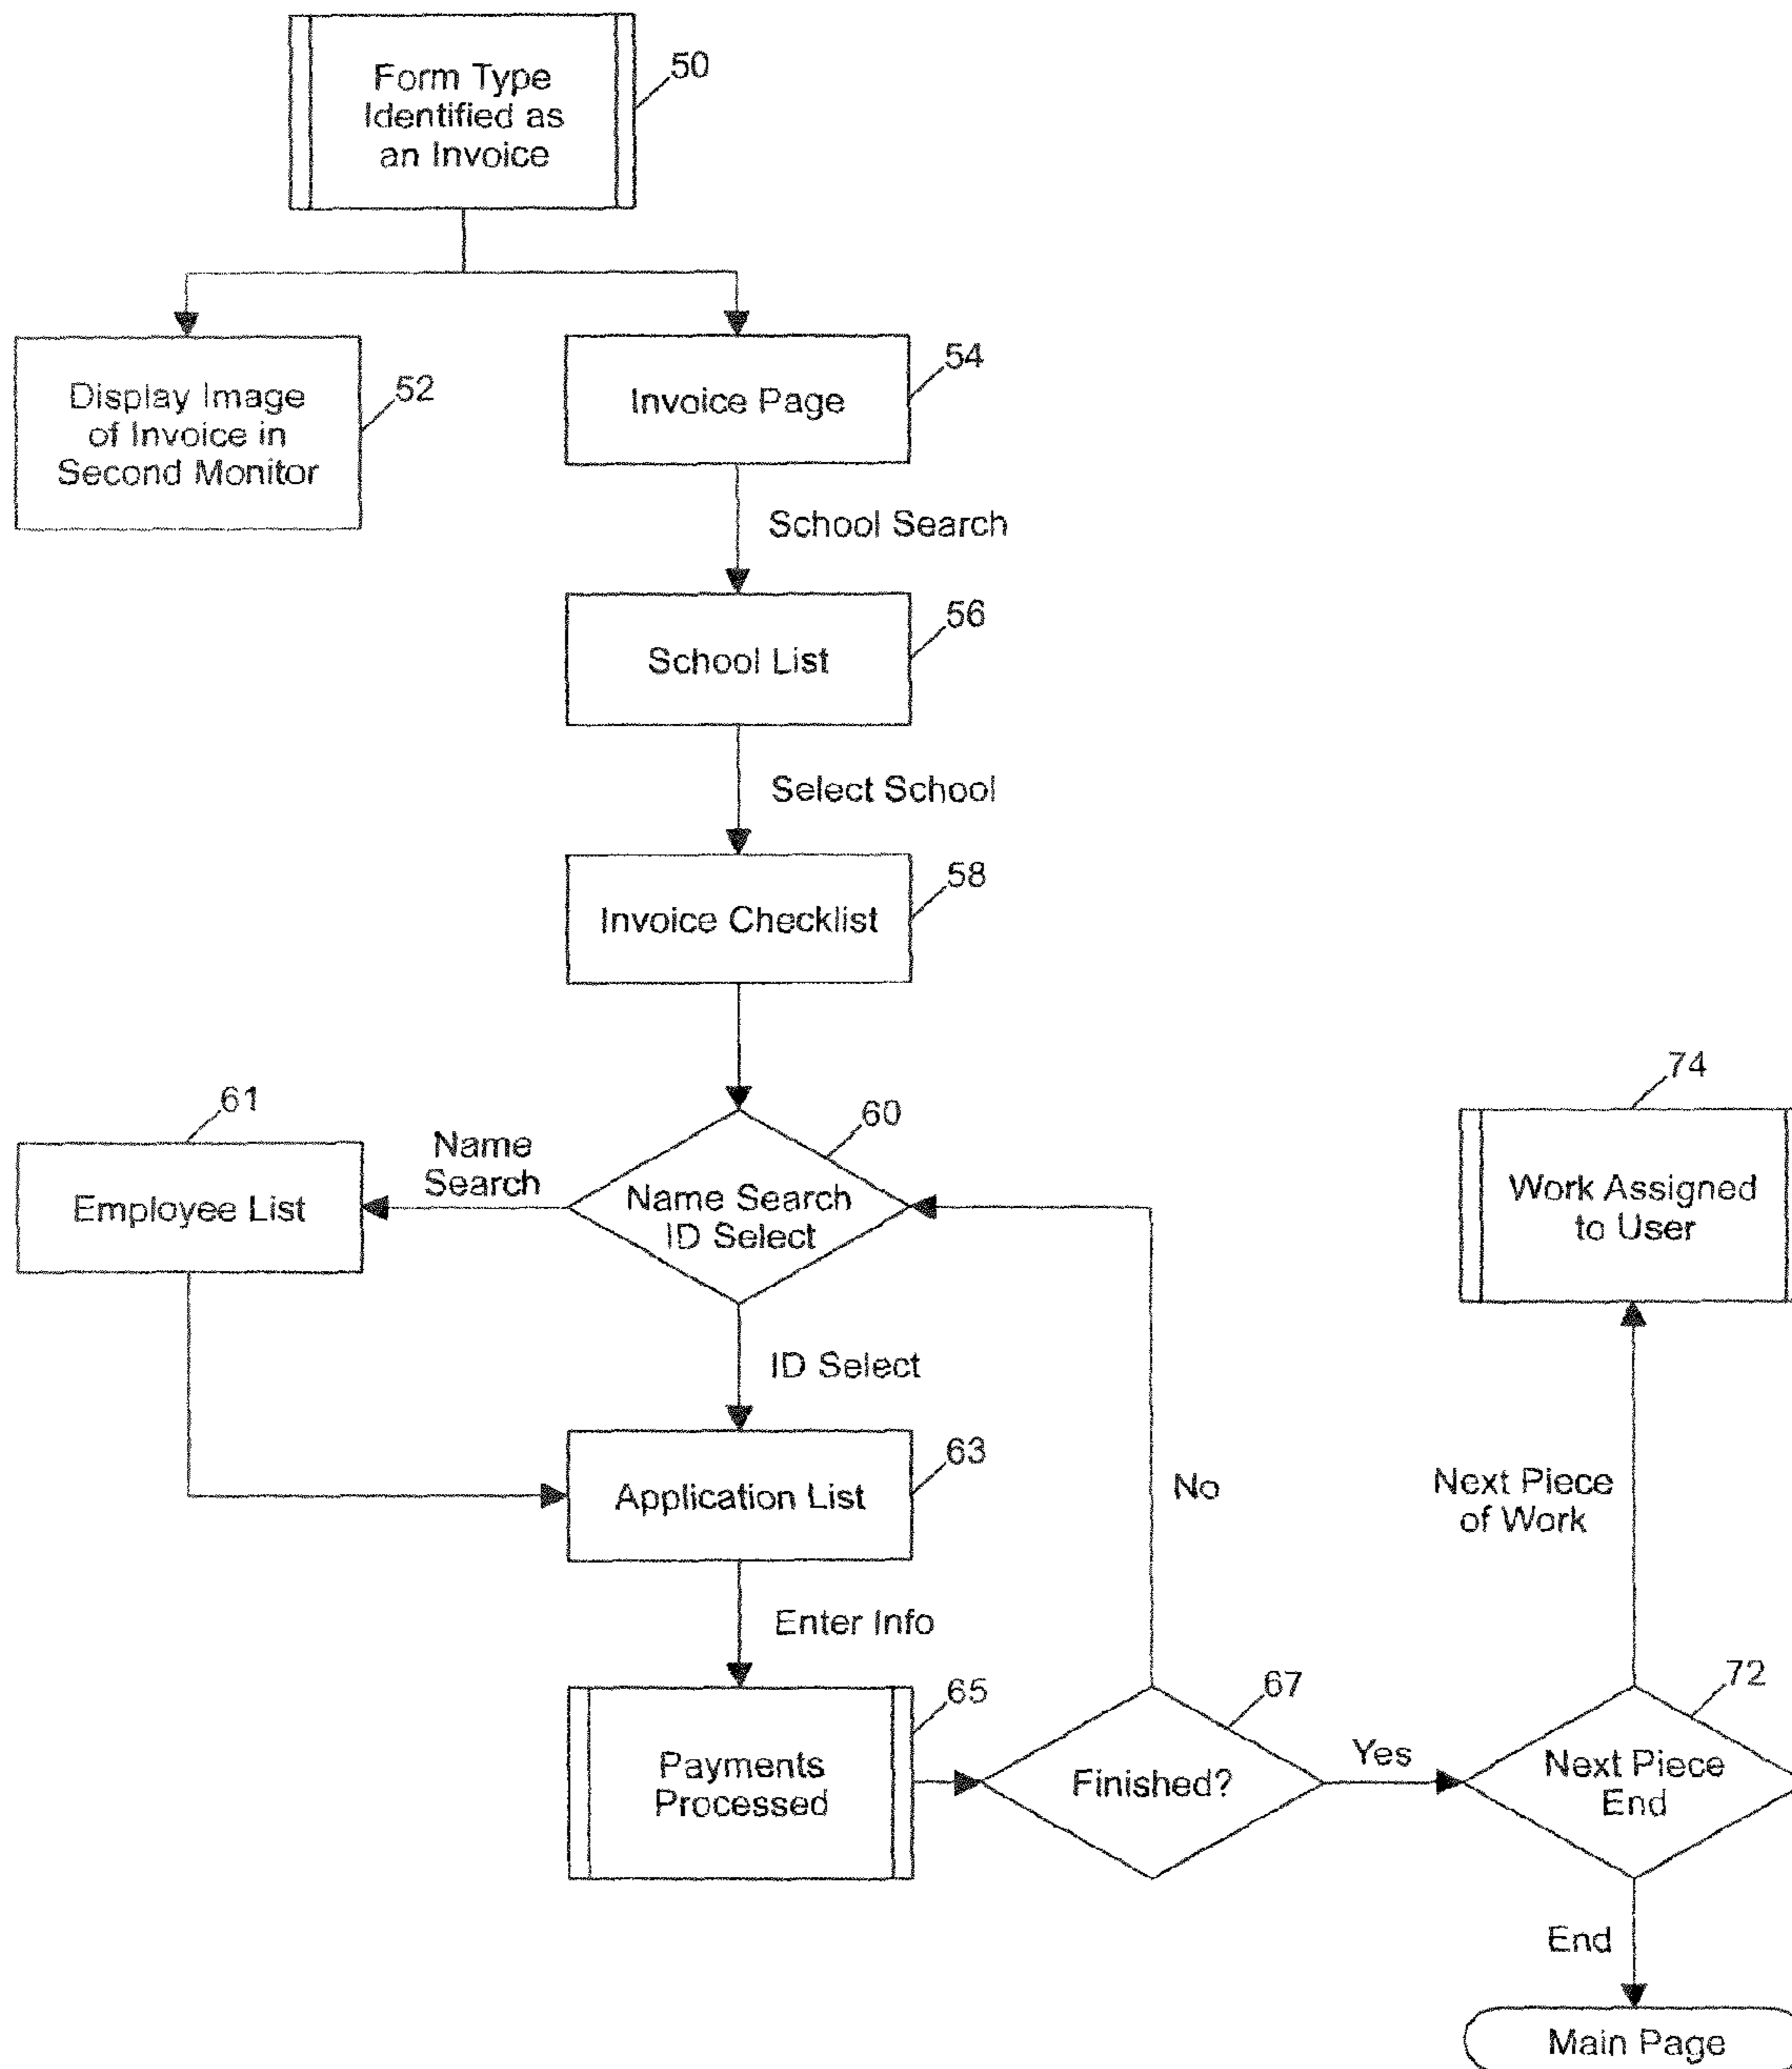 Form Type
Identified as
an Invoice
50
Display Image
of Invoice in
Second Monitor
52
Invoice Page
54
School Search
School List
56
Select School
Invoice Checklist
58
Name Search
ID Select
60
Name
Search
Employee List
61
ID Select
Application List
63
Enter Info
Payments
Processed
65
Finished?
67
No
Yes
Next Piece
End
72
Next Piece
of Work
Work Assigned
to User
74
End
Main Page